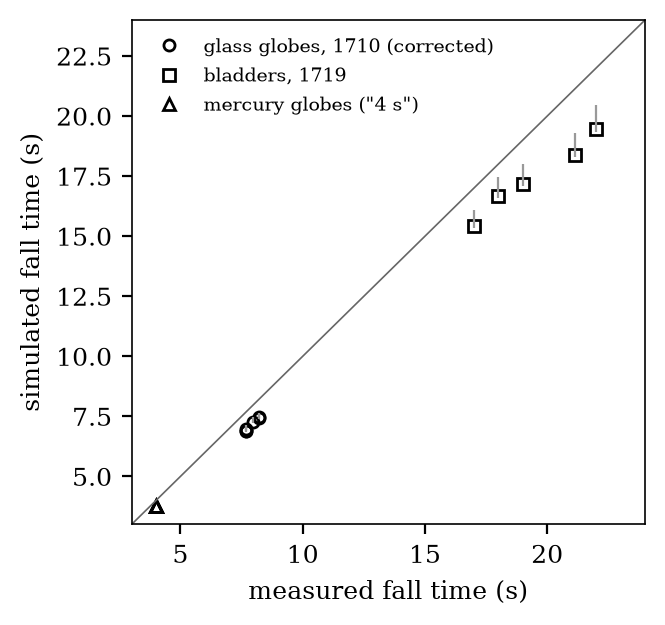 glass globes, 1710 (corrected)
bladders, 1719
mercury globes ("4 s")
22.5
20.0
17.5
15.0
12.5
10.0
7.5
5.0
simulated fall time (s)
5 10 15 20
measured fall time (s)